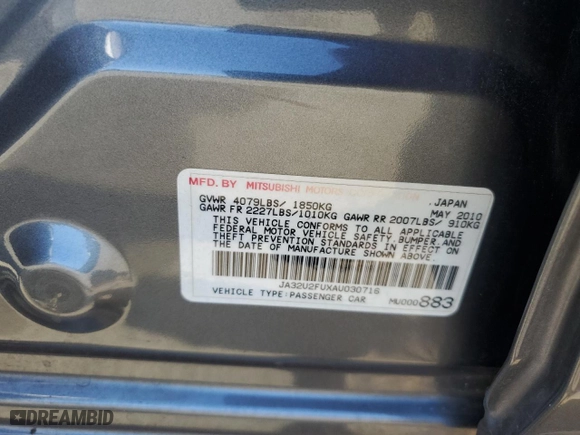 MFD. BY MITSUBISHI MOTORS JAPAN
GVWR 4079LBS/ 1850KG MAY 2010
GAWR FR 2227LBS/1010KG GAWR RR 2007LBS/ 910KG
THIS VEHICLE CONFORMS TO ALL APPLICABLE
FEDERAL MOTOR VEHICLE SAFETY, BUMPER, AND
THEFT PREVENTION STANDARDS IN EFFECT ON
THE DATE OF MANUFACTURE SHOWN ABOVE.
JA32U2FUXAU030716
VEHICLE TYPE:PASSENGER CAR MU000883
DREAMBID